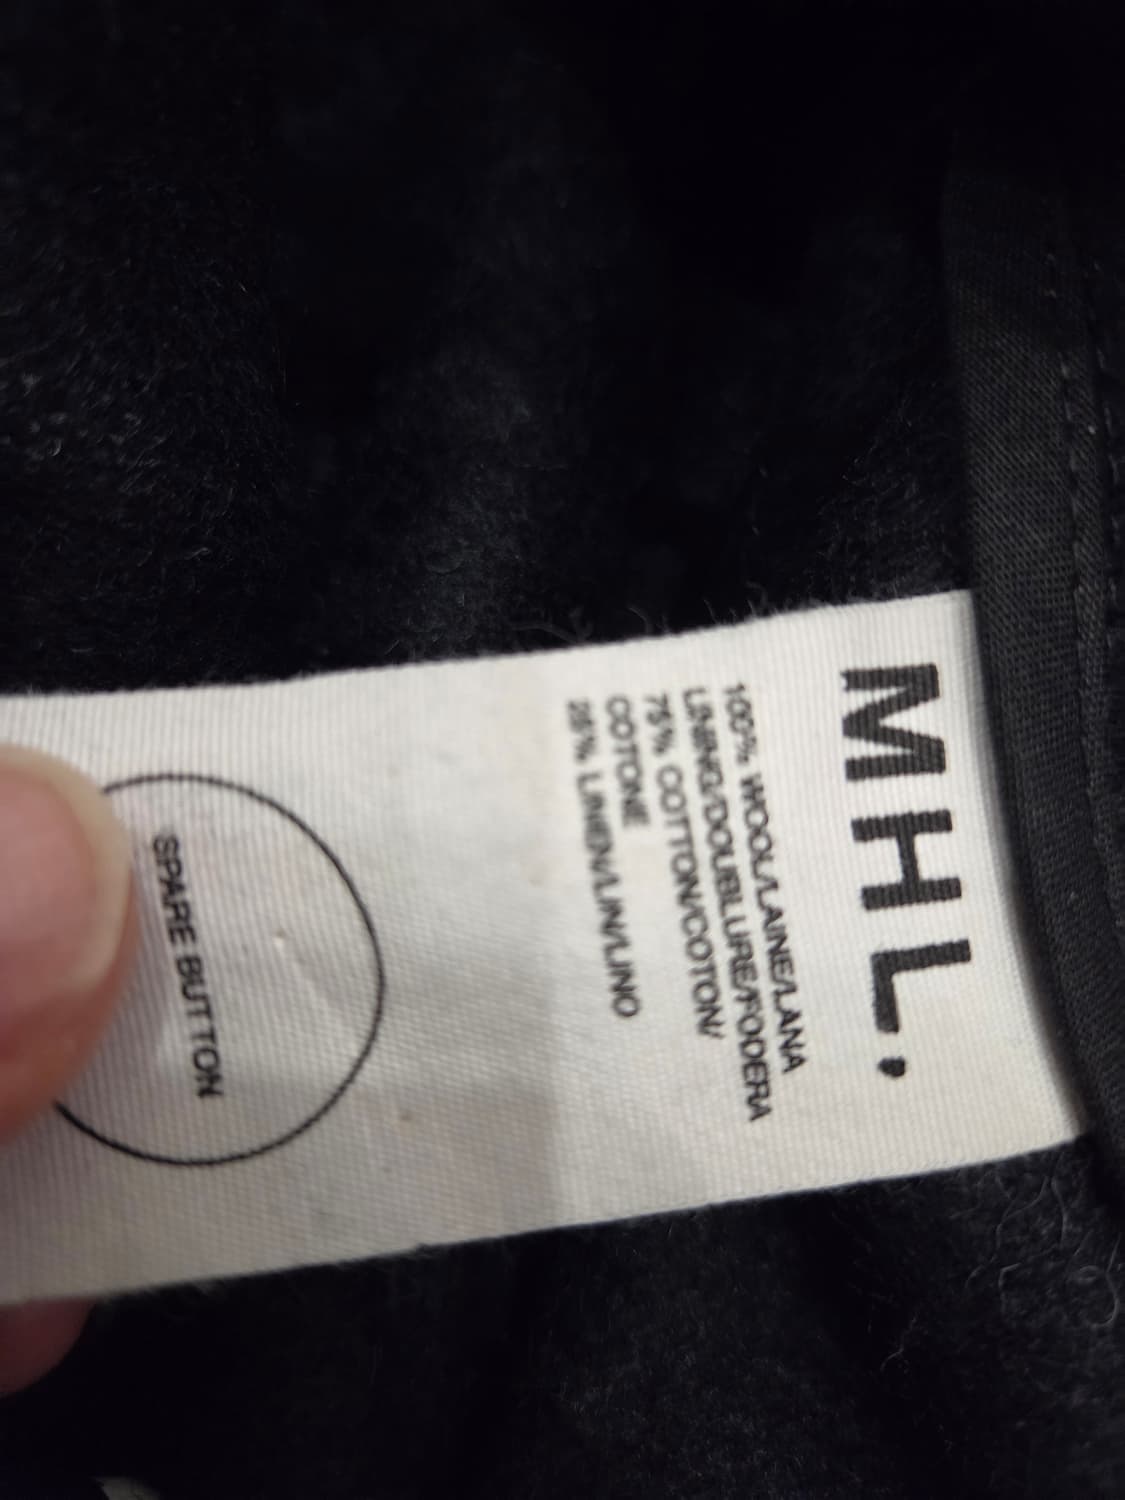 MHL.
100% WOOL/LAINE/LANA
LINING/DOUBLURE/FODERA
75% COTTON/COTON/
COTONE
25% LINEN/LIN/LINO
SPARE BUTTON